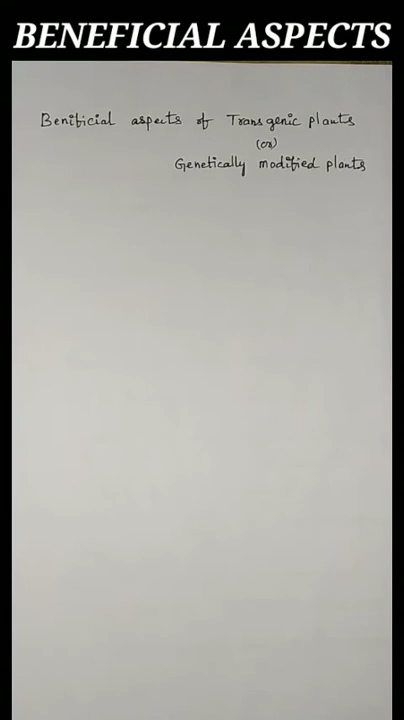 BENEFICIAL ASPECTS
Benificial aspects of Transgenic plants
(or)
Genetically modified plants